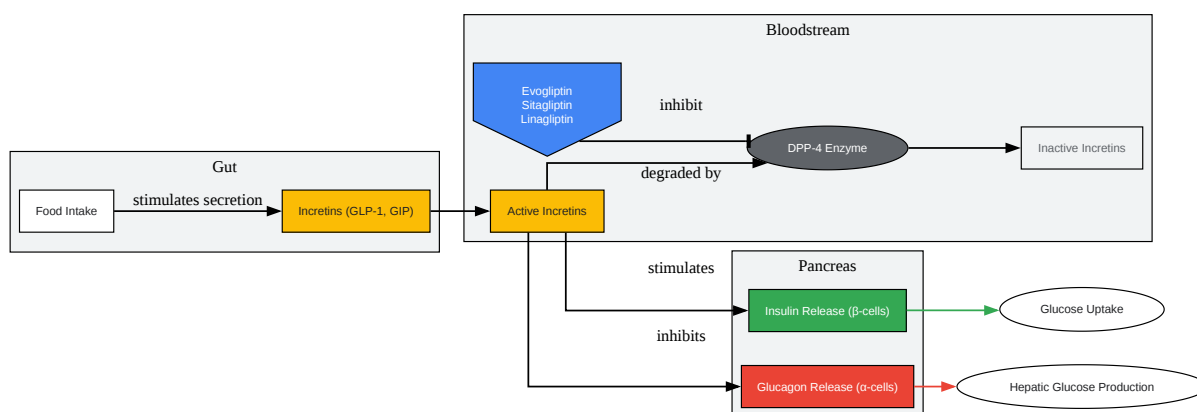 Bloodstream
Evogliptin
Sitagliptin
Linagliptin
inhibit
DPP-4 Enzyme
Inactive Incretins
degraded by
Gut
Food Intake
stimulates secretion
Incretins (GLP-1, GIP)
Active Incretins
Pancreas
stimulates
Insulin Release (β-cells)
Glucose Uptake
inhibits
Glucagon Release (α-cells)
Hepatic Glucose Production